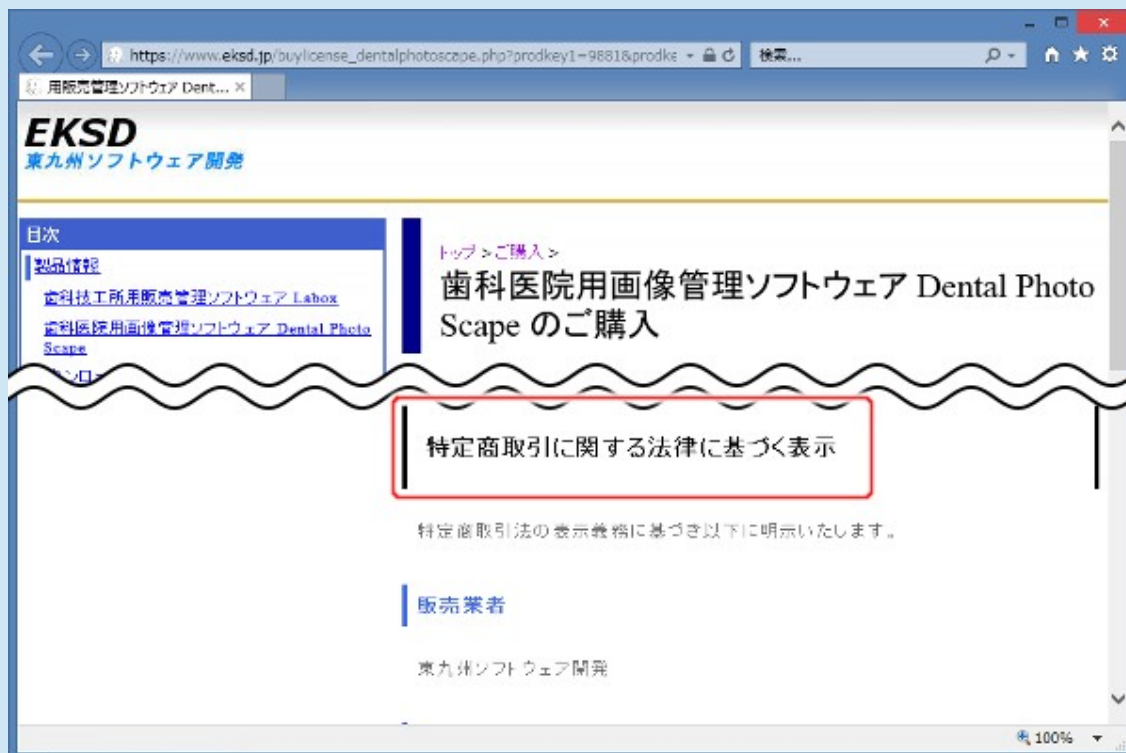 https://www.eksd.jp/buylicense_dentalphotoscape.php?prodkey1=9881&prodke
検索...
用販売管理ソフトウェア Dent...
EKSD
東九州ソフトウェア開発
目次
製品情報
歯科技工所用販売管理ソフトウェア Labox
歯科医院用画像管理ソフトウェア Dental Photo
Scape
トップ >ご購入 >
歯科医院用画像管理ソフトウェア Dental Photo
Scape のご購入
特定商取引に関する法律に基づく表示
特定商取引法の表示義務に基づき以下に明示いたします。
販売業者
東九州ソフトウェア開発
100%